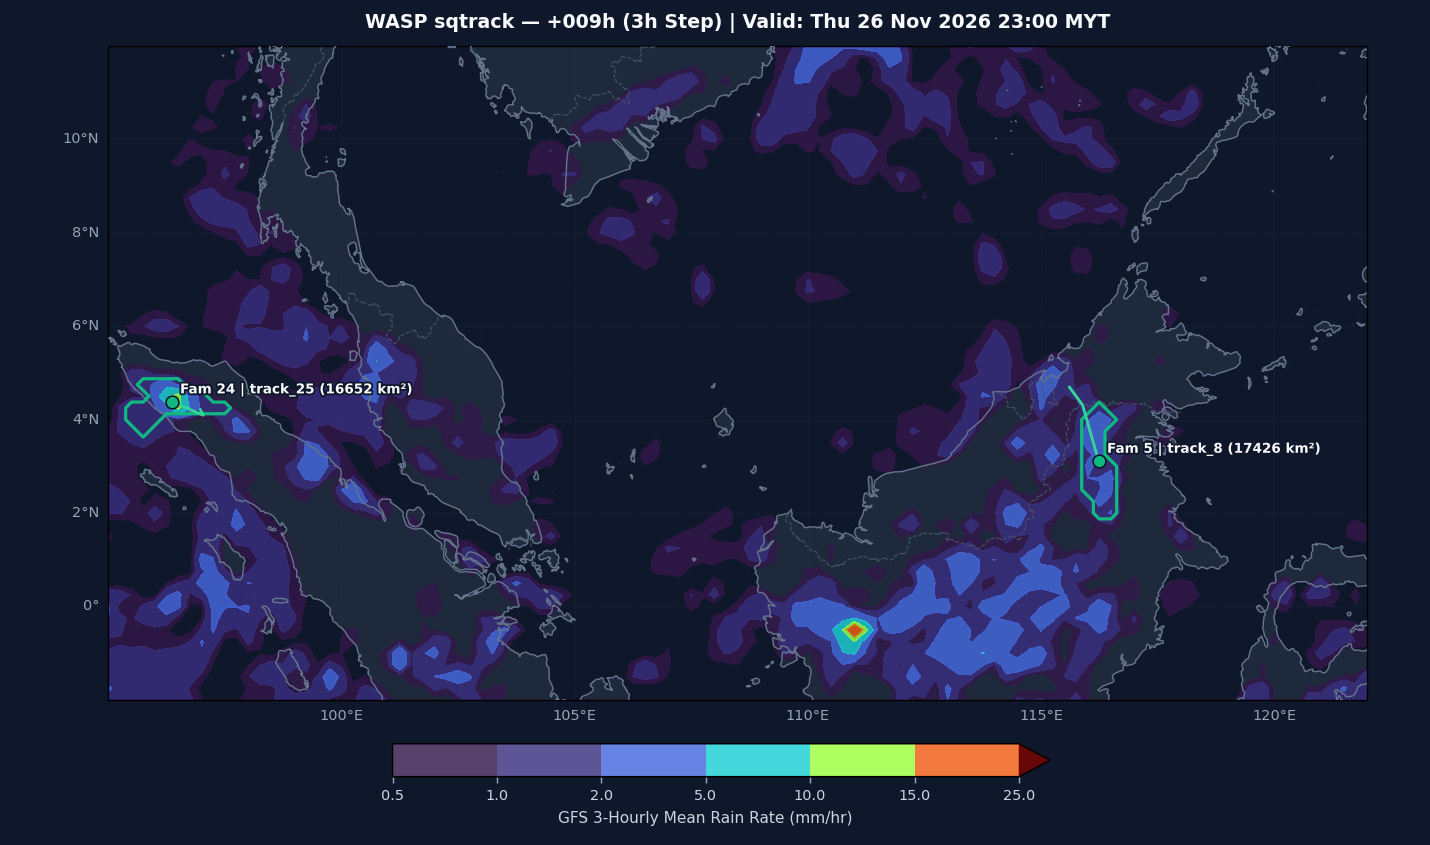 WASP sqtrack — +009h (3h Step) | Valid: Thu 26 Nov 2026 23:00 MYT
10°N
8°N
6°N
4°N
2°N
0°
Fam 24 | track_25 (16652 km²)
Fam 5 | track_8 (17426 km²)
100°E
105°E
110°E
115°E
120°E
0.5
1.0
2.0
5.0
10.0
15.0
25.0
GFS 3-Hourly Mean Rain Rate (mm/hr)